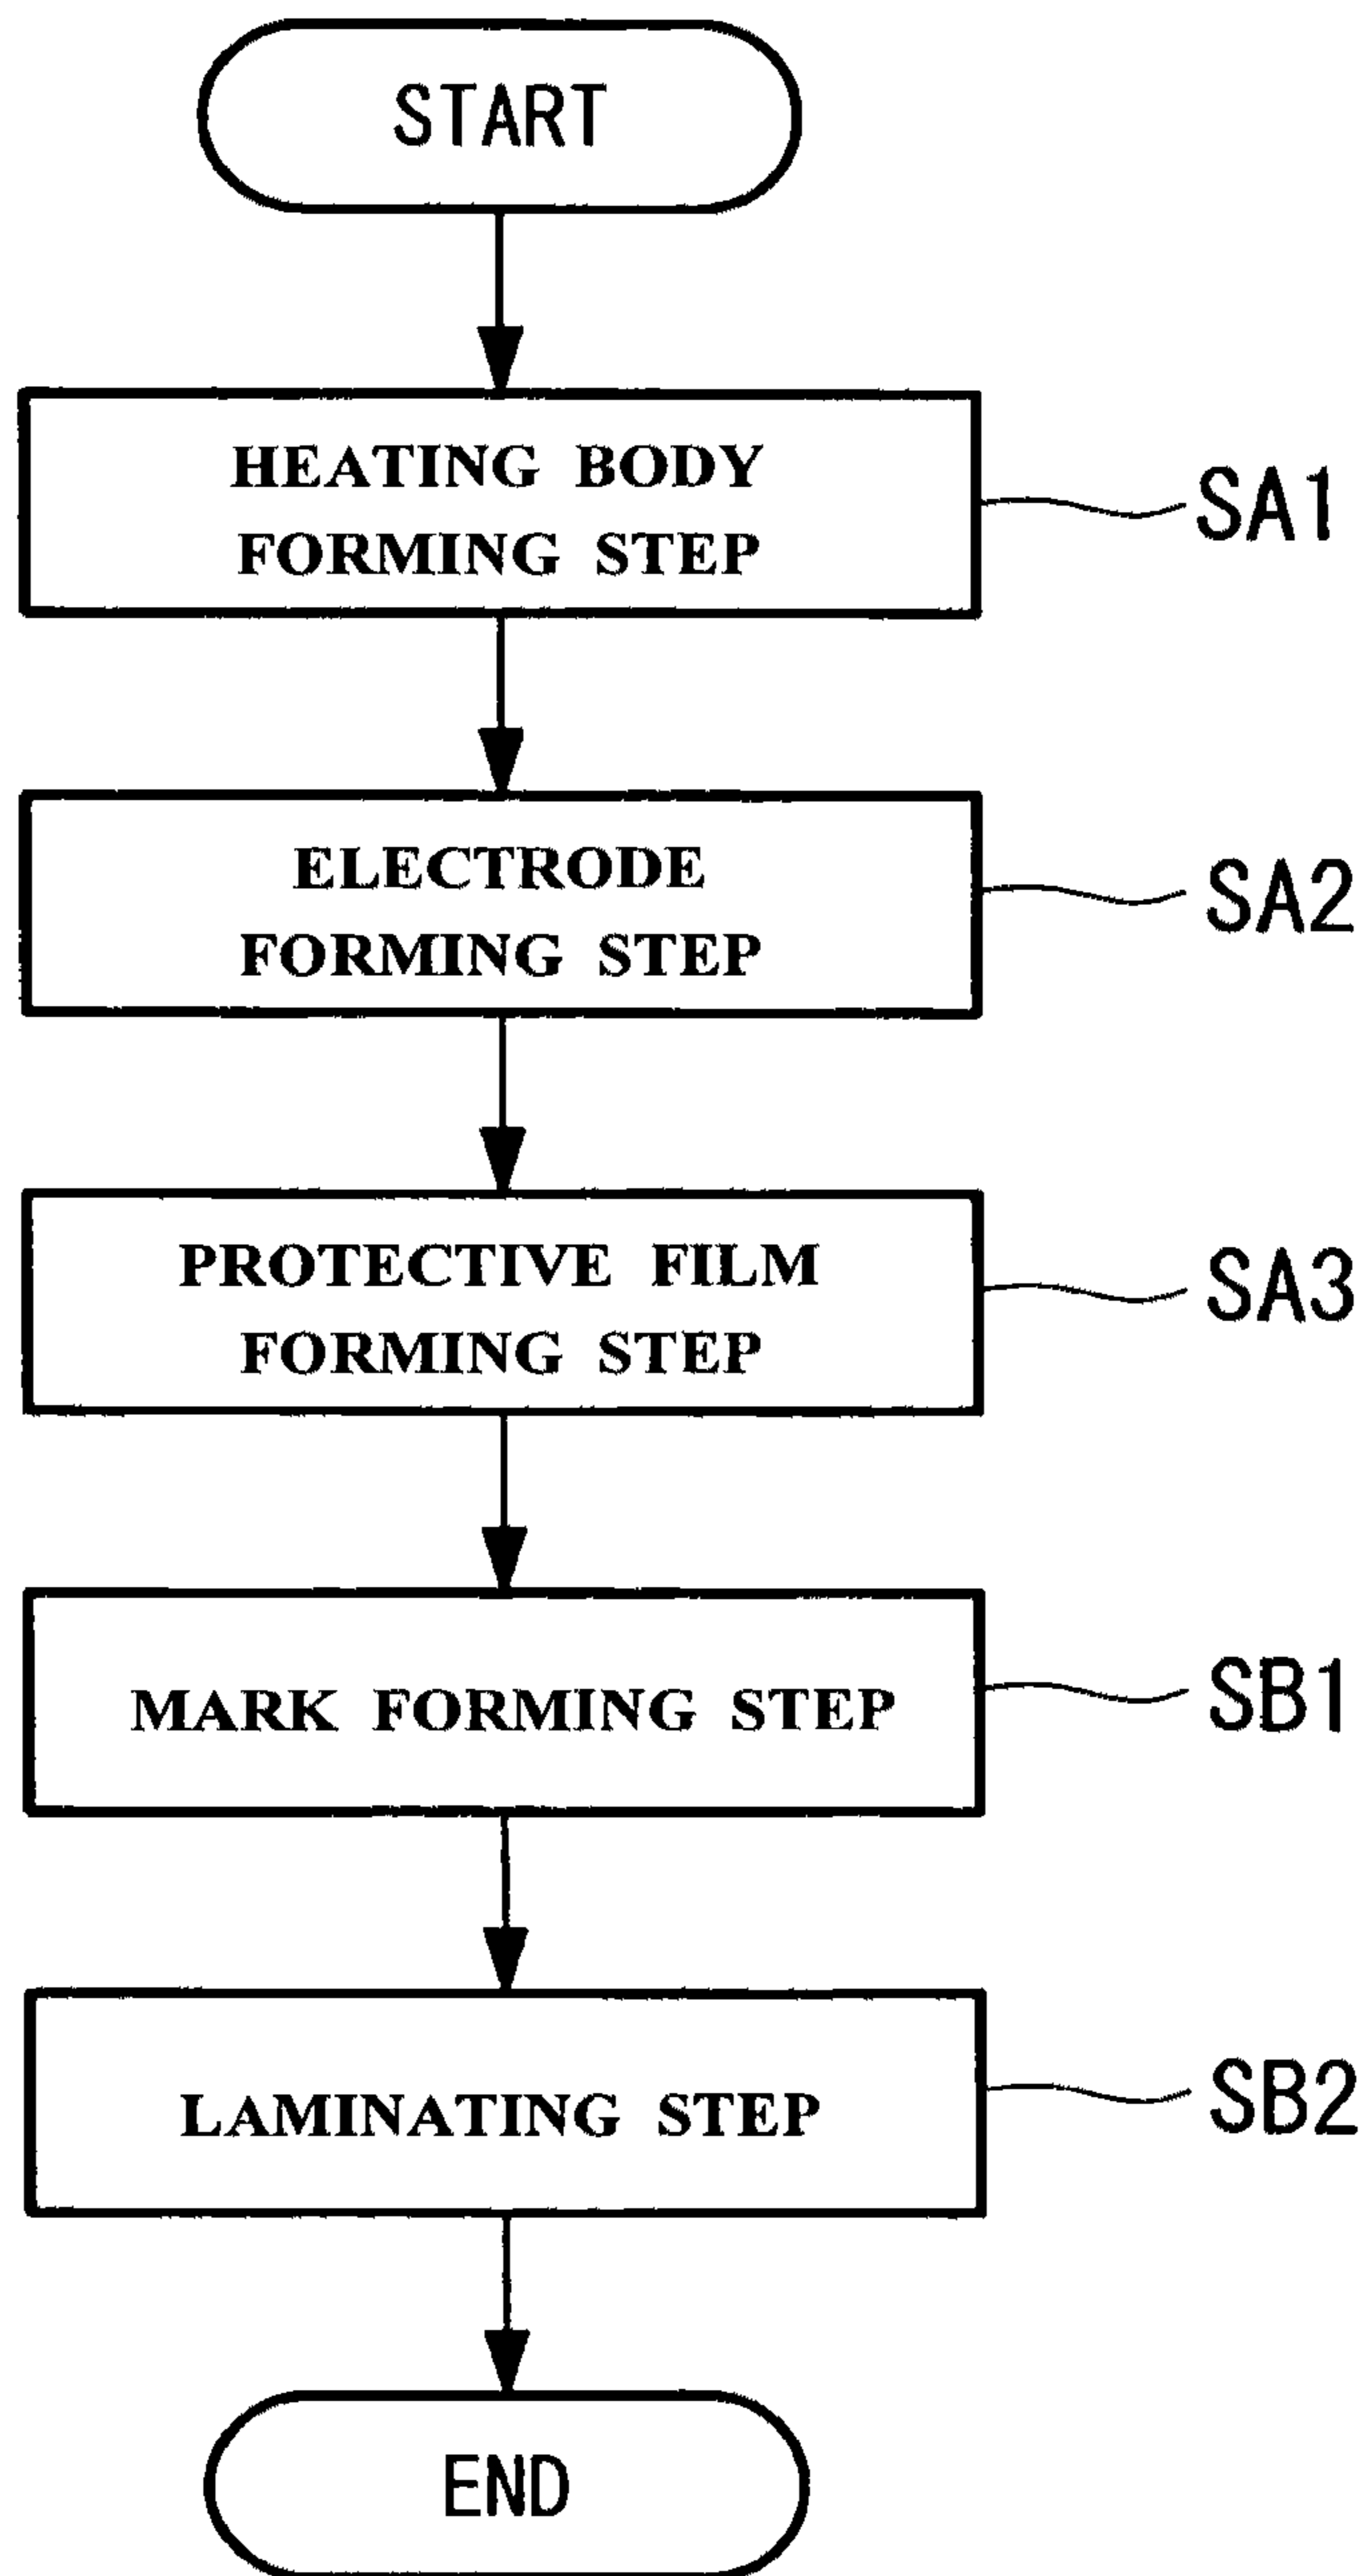 START
HEATING BODY
FORMING STEP
SA1
ELECTRODE
FORMING STEP
SA2
PROTECTIVE FILM
FORMING STEP
SA3
MARK FORMING STEP
SB1
LAMINATING STEP
SB2
END